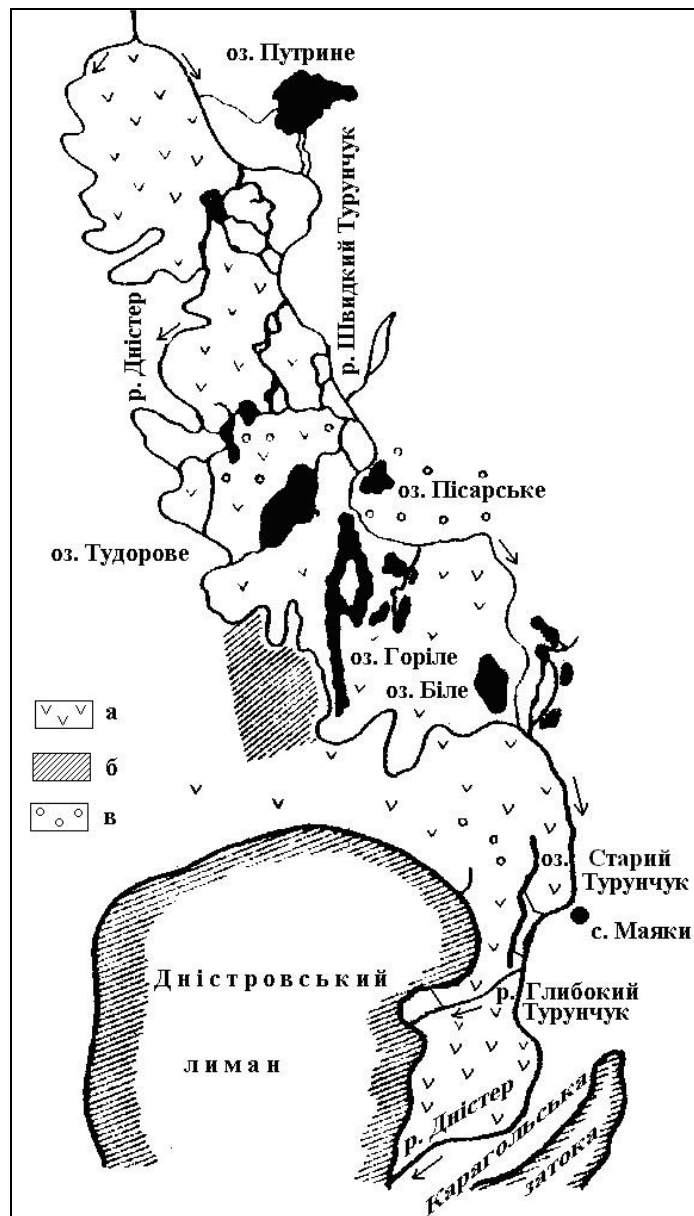 оз. Путрине
р. Швидкий Турунчук
р. Дністер
оз. Пісарське
оз. Тудорове
оз. Горіле
оз. Біле
а
б
в
оз. Старий
Турунчук
с. Маяки
Дністровський
лиман
р. Глибокий
Турунчук
р. Дністер
Карагольська
затока